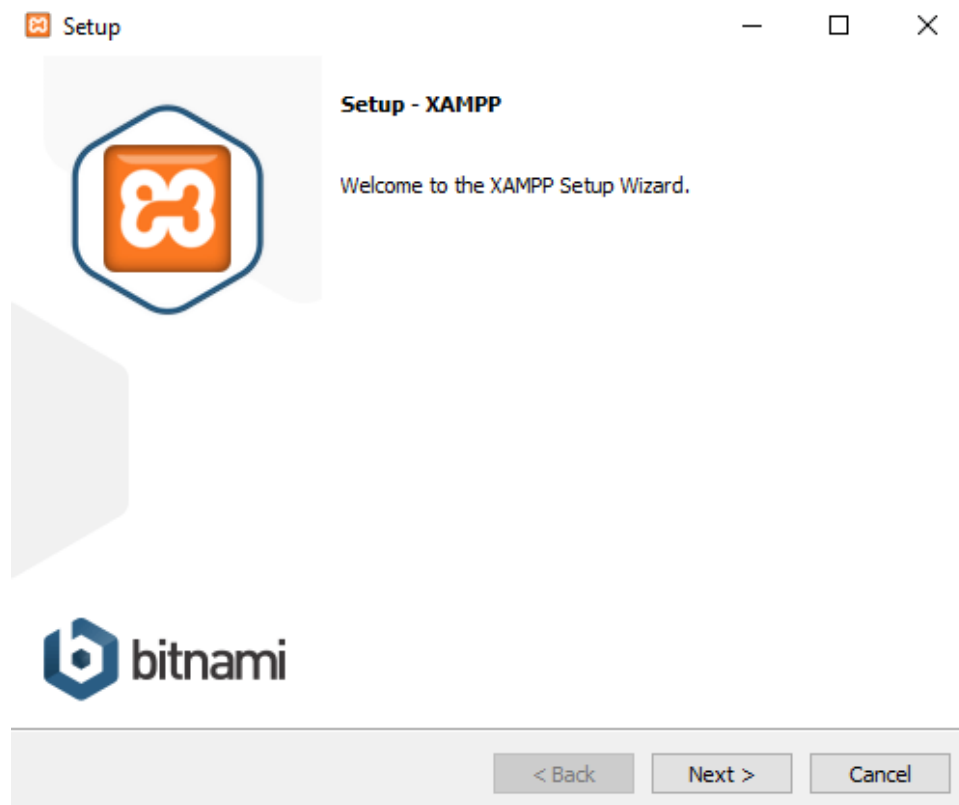 Setup
Setup - XAMPP
Welcome to the XAMPP Setup Wizard.
bitnami
< Back
Next >
Cancel